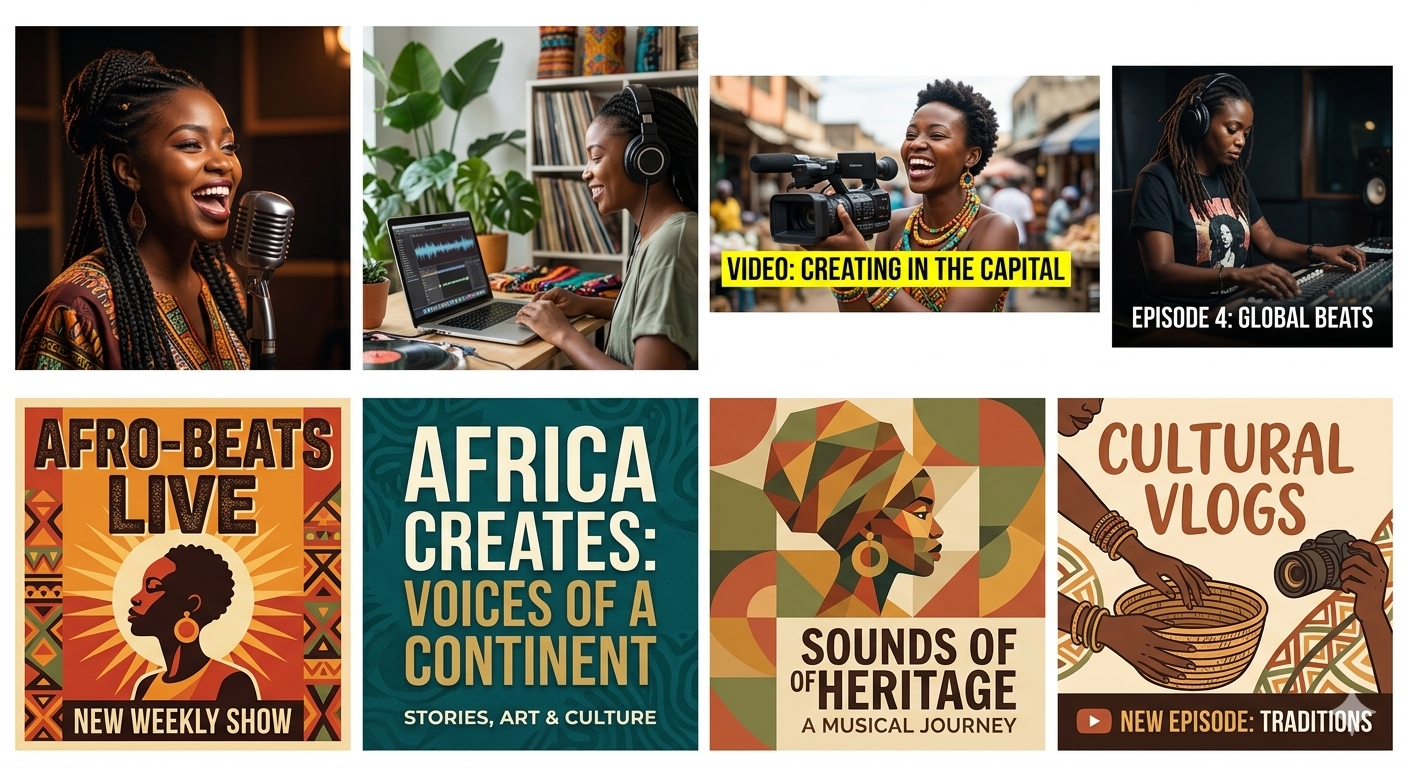 VIDEO: CREATING IN THE CAPITAL
EPISODE 4: GLOBAL BEATS
AFRO-BEATS
LIVE
NEW WEEKLY SHOW
AFRICA
CREATES:
VOICES OF A
CONTINENT
STORIES, ART & CULTURE
SOUNDS OF
OF HERITAGE
A MUSICAL JOURNEY
CULTURAL
VLOGS
NEW EPISODE: TRADITIONS